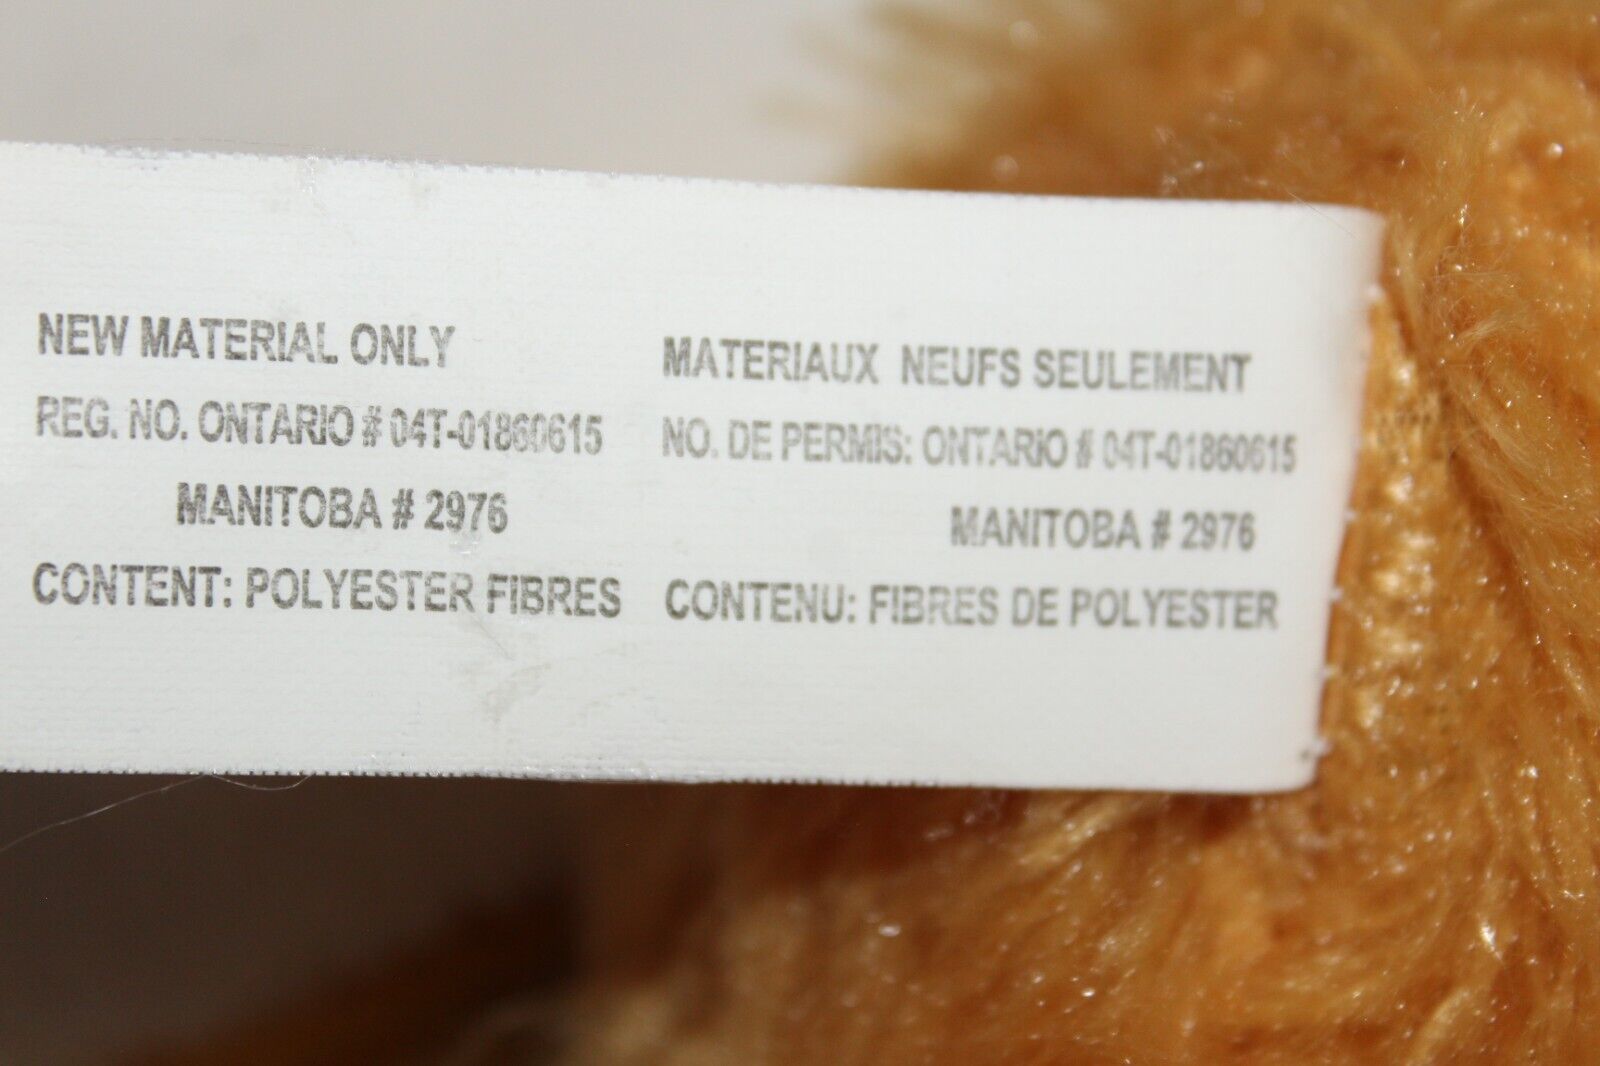 NEW MATERIAL ONLY
REG. NO. ONTARIO # 04T-01860615
MANITOBA # 2976
CONTENT: POLYESTER FIBRES
MATERIAUX NEUFS SEULEMENT
NO. DE PERMIS: ONTARIO # 04T-01860615
MANITOBA # 2976
CONTENU: FIBRES DE POLYESTER